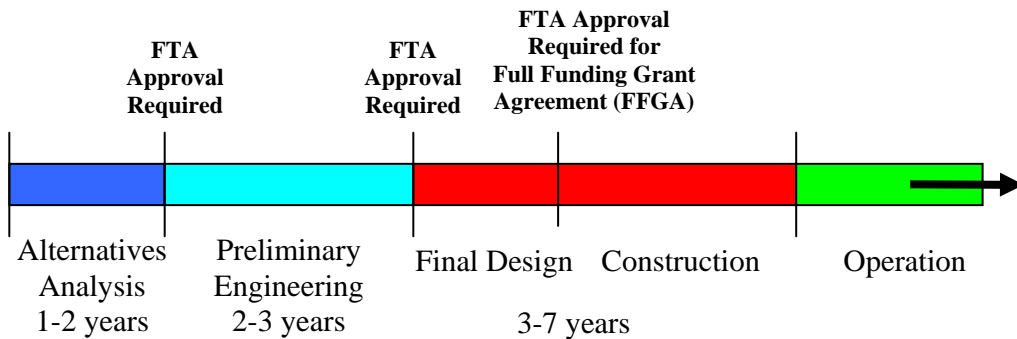 FTA
Approval
Required
FTA
Approval
Required
FTA Approval
Required for
Full Funding Grant
Agreement (FFGA)
Alternatives
Analysis
1-2 years
Preliminary
Engineering
2-3 years
Final Design
Construction
3-7 years
Operation